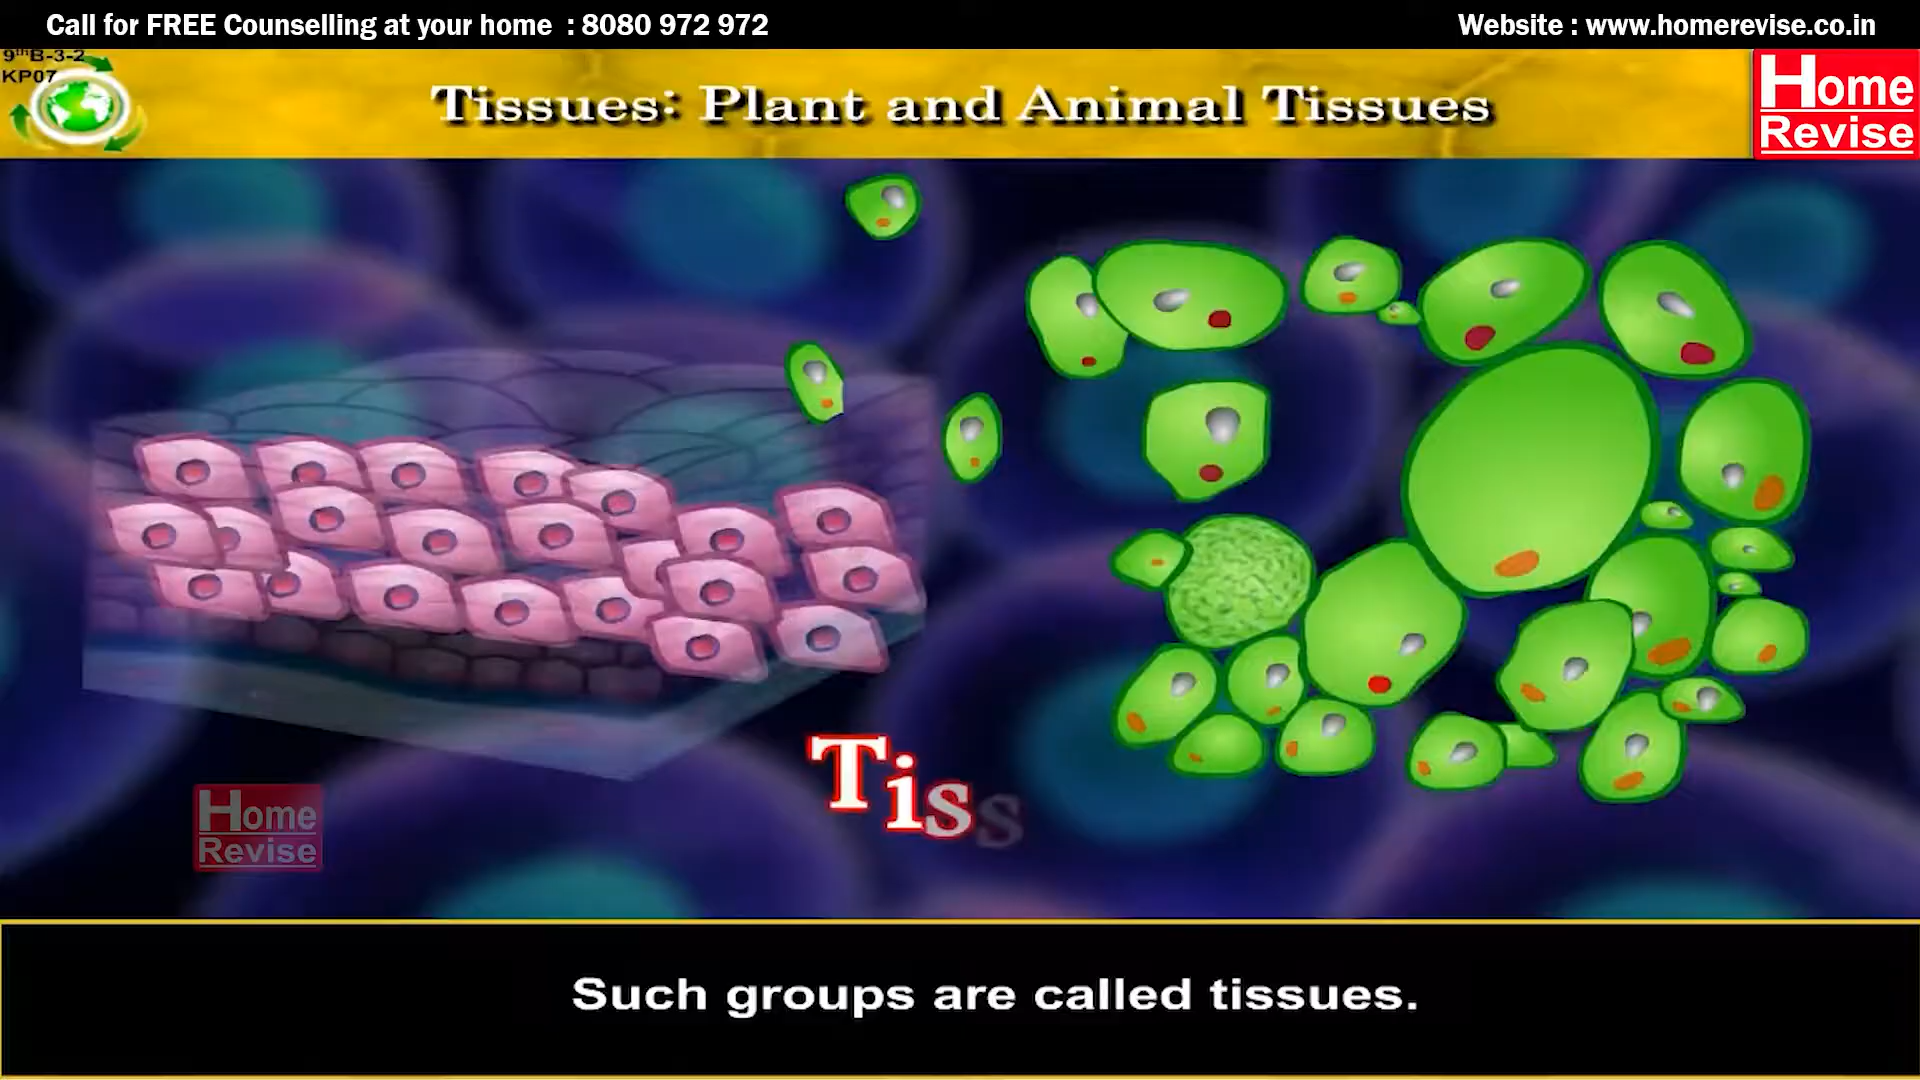 Call for FREE Counselling at your home : 8080 972 972
Website : www.homerevise.co.in
9thB-3-2
KP07
Tissues: Plant and Animal Tissues
Home
Revise
Tiss
Home
Revise
Such groups are called tissues.